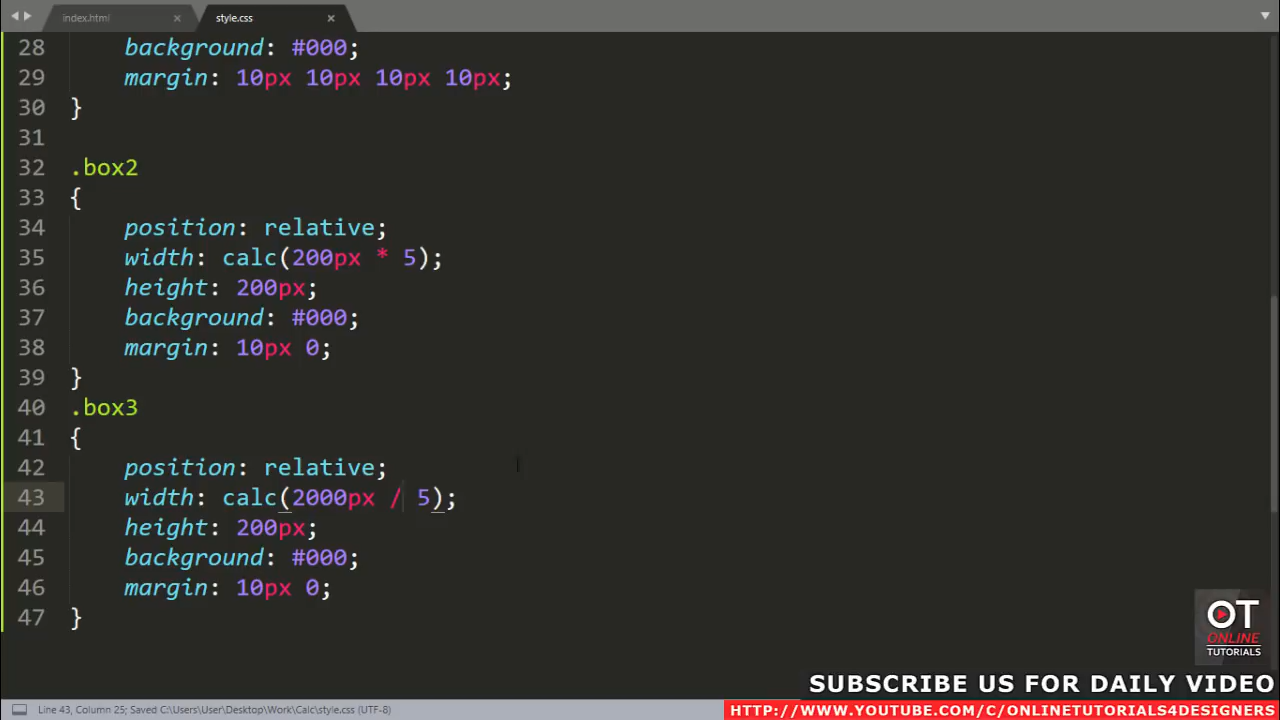 index.html × style.css ×
28 background: #000;
29 margin: 10px 10px 10px 10px;
30 }
31
32 .box2
33 {
34 position: relative;
35 width: calc(200px * 5);
36 height: 200px;
37 background: #000;
38 margin: 10px 0;
39 }
40 .box3
41 {
42 position: relative;
43 width: calc(2000px / 5);
44 height: 200px;
45 background: #000;
46 margin: 10px 0;
47 }
OT
ONLINE
TUTORIALS
SUBSCRIBE US FOR DAILY VIDEO
Line 43, Column 25; Saved C:\Users\User\Desktop\Work\Calc\style.css (UTF-8)
HTTP://WWW.YOUTUBE.COM/C/ONLINETUTORIALS4DESIGNERS